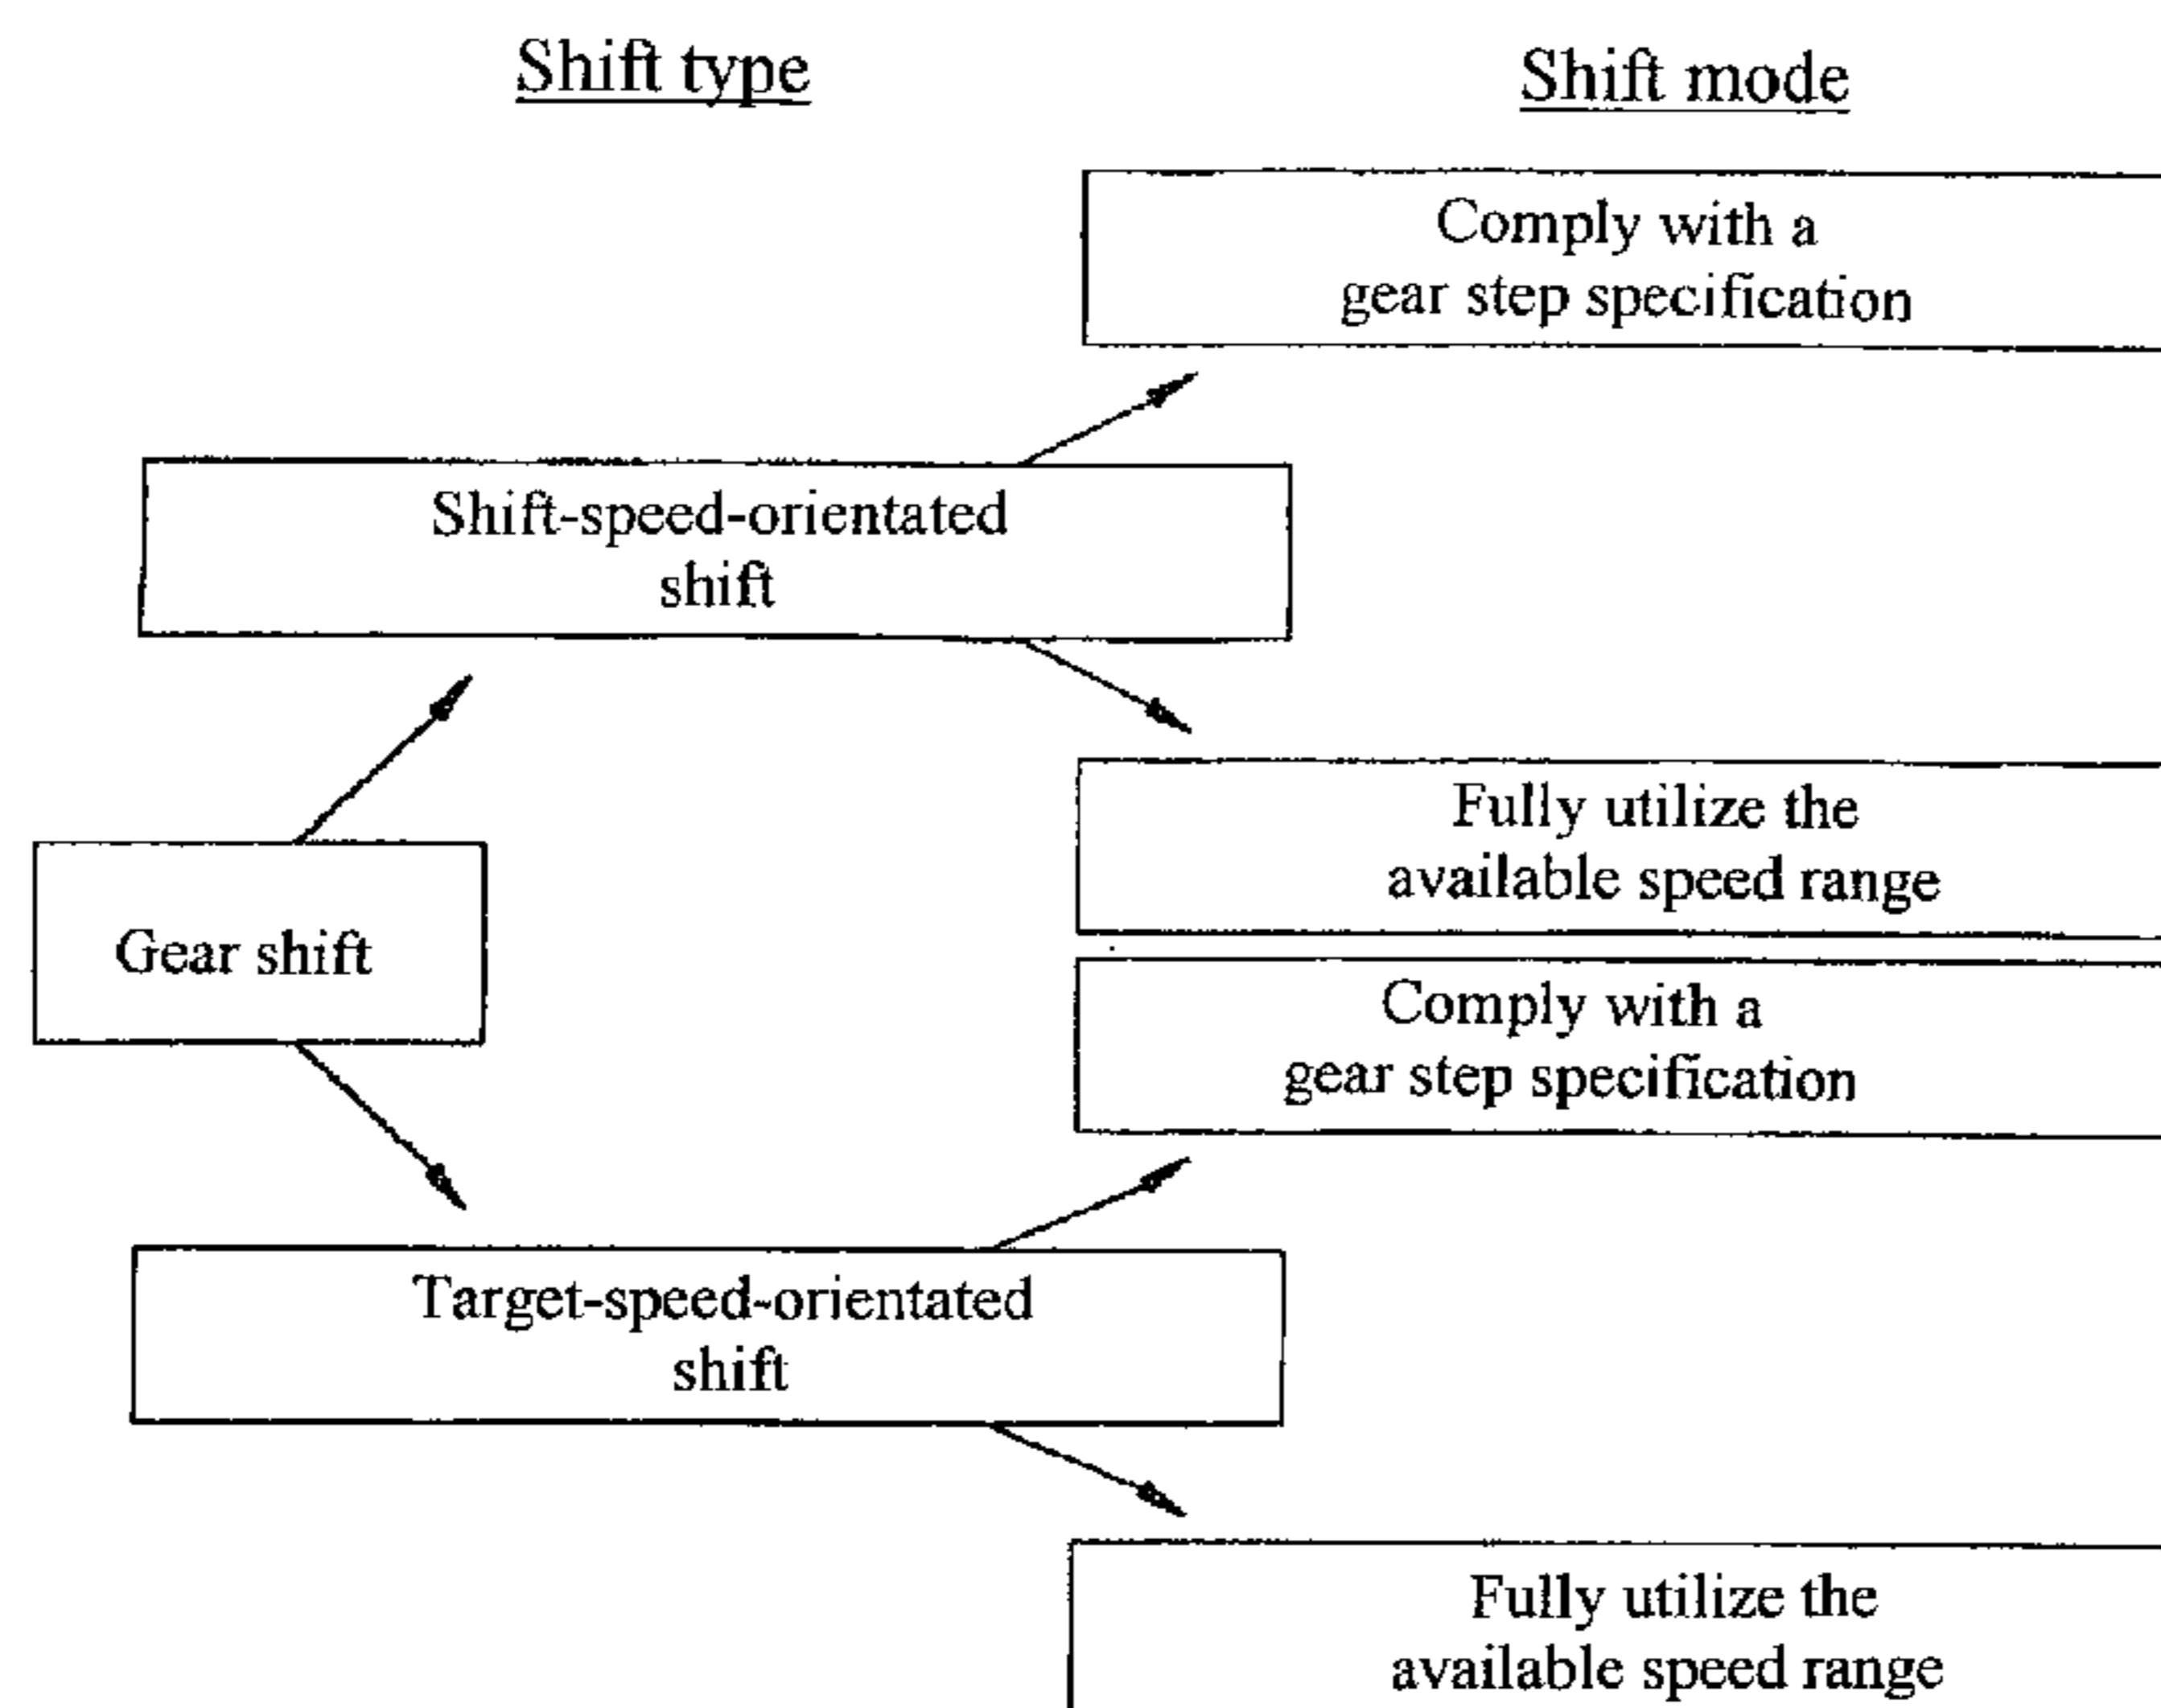 Shift type
Shift mode
Comply with a
gear step specification
Shift-speed-orientated
shift
Fully utilize the
available speed range
Gear shift
Comply with a
gear step specification
Target-speed-orientated
shift
Fully utilize the
available speed range